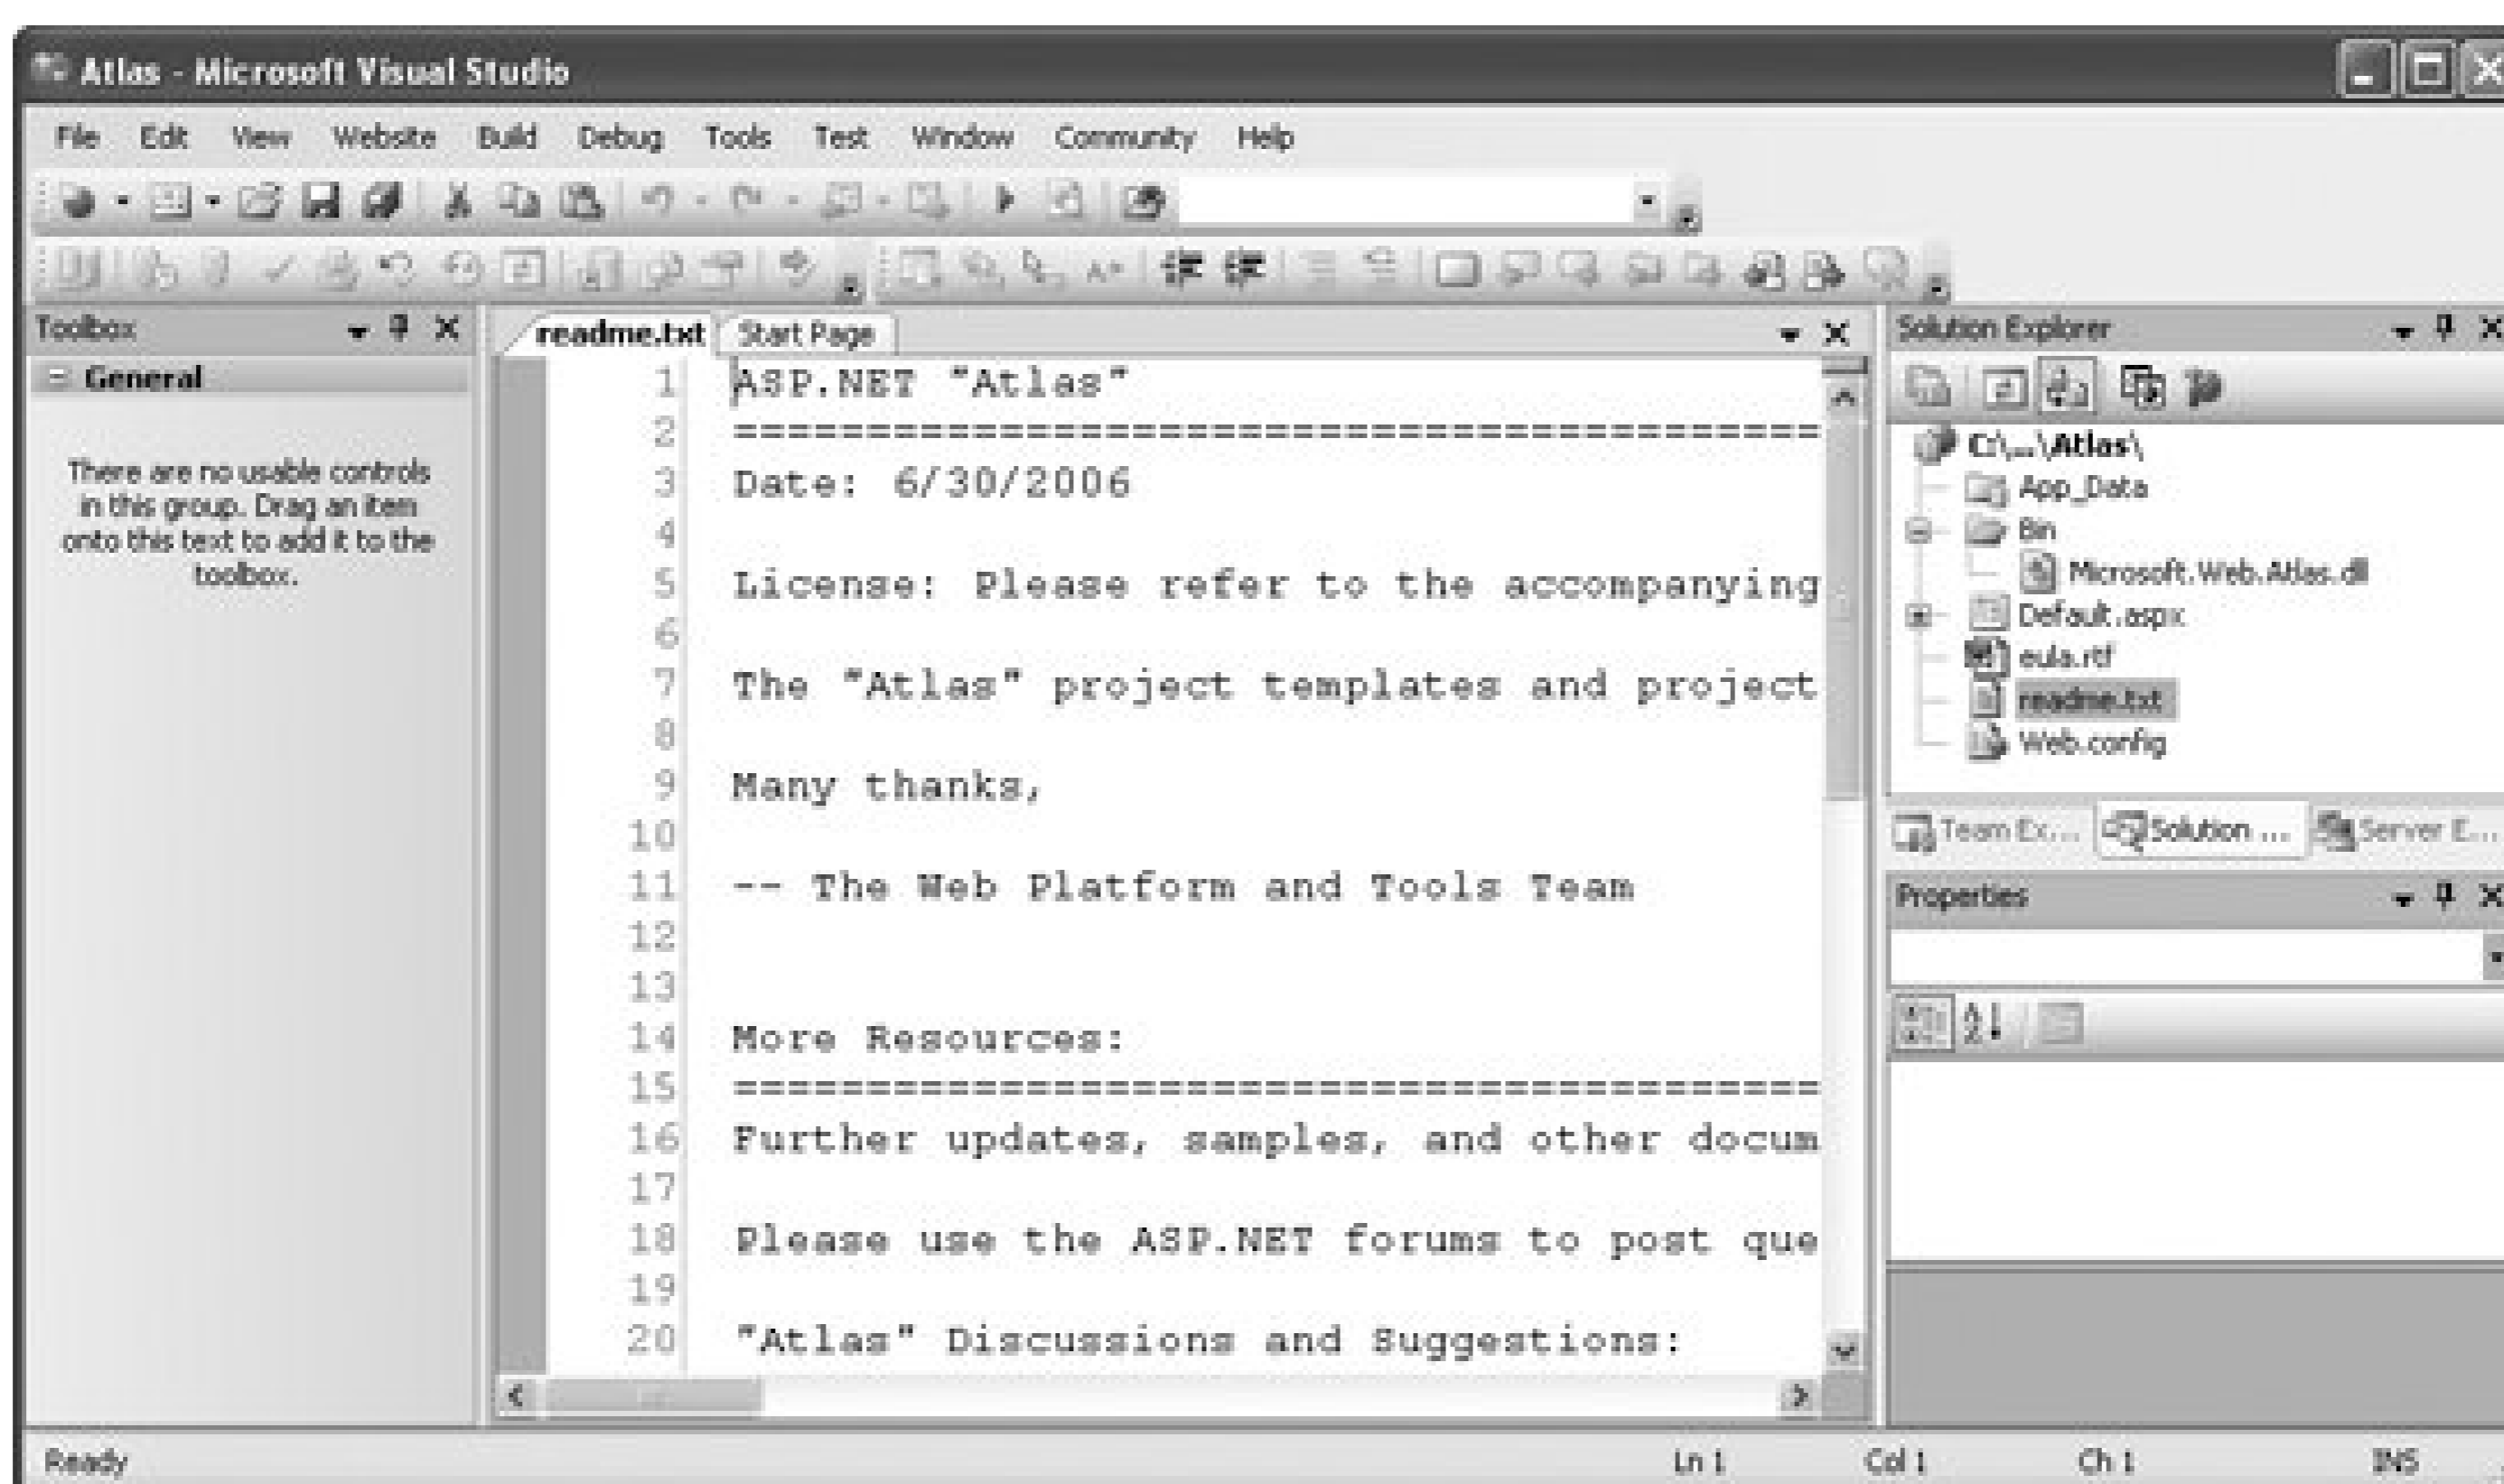 Atlas - Microsoft Visual Studio
File Edit View Website Build Debug Tools Test Window Community Help
Toolbox
General
There are no usable controls
in this group. Drag an item
onto this text to add it to the
toolbox.
readme.txt Start Page
1 ASP.NET "Atlas"
2 =========================================
3 Date: 6/30/2006
4
5 License: Please refer to the accompanying
6
7 The "Atlas" project templates and project
8
9 Many thanks,
10
11 -- The Web Platform and Tools Team
12
13
14 More Resources:
15 =========================================
16 Further updates, samples, and other docum
17
18 Please use the ASP.NET forums to post que
19
20 "Atlas" Discussions and Suggestions:
Solution Explorer
C:\...\Atlas\
App_Data
Bin
Microsoft.Web.Atlas.dll
Default.aspx
eula.rtf
readme.txt
Web.config
Team Ex... Solution ... Server E...
Properties
Ready Ln 1 Col 1 Ch 1 INS